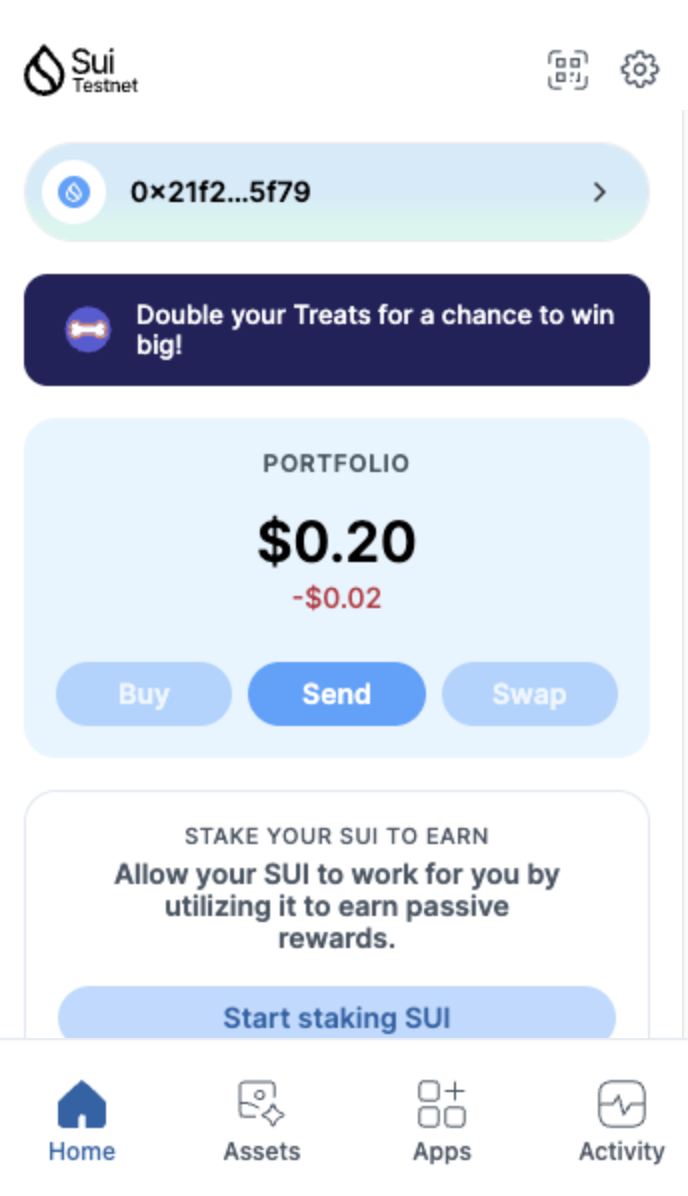 Sui
Testnet
0×21f2...5f79
Double your Treats for a chance to win
big!
PORTFOLIO
$0.20
-$0.02
Buy
Send
Swap
STAKE YOUR SUI TO EARN
Allow your SUI to work for you by
utilizing it to earn passive
rewards.
Start staking SUI
Home
Assets
Apps
Activity